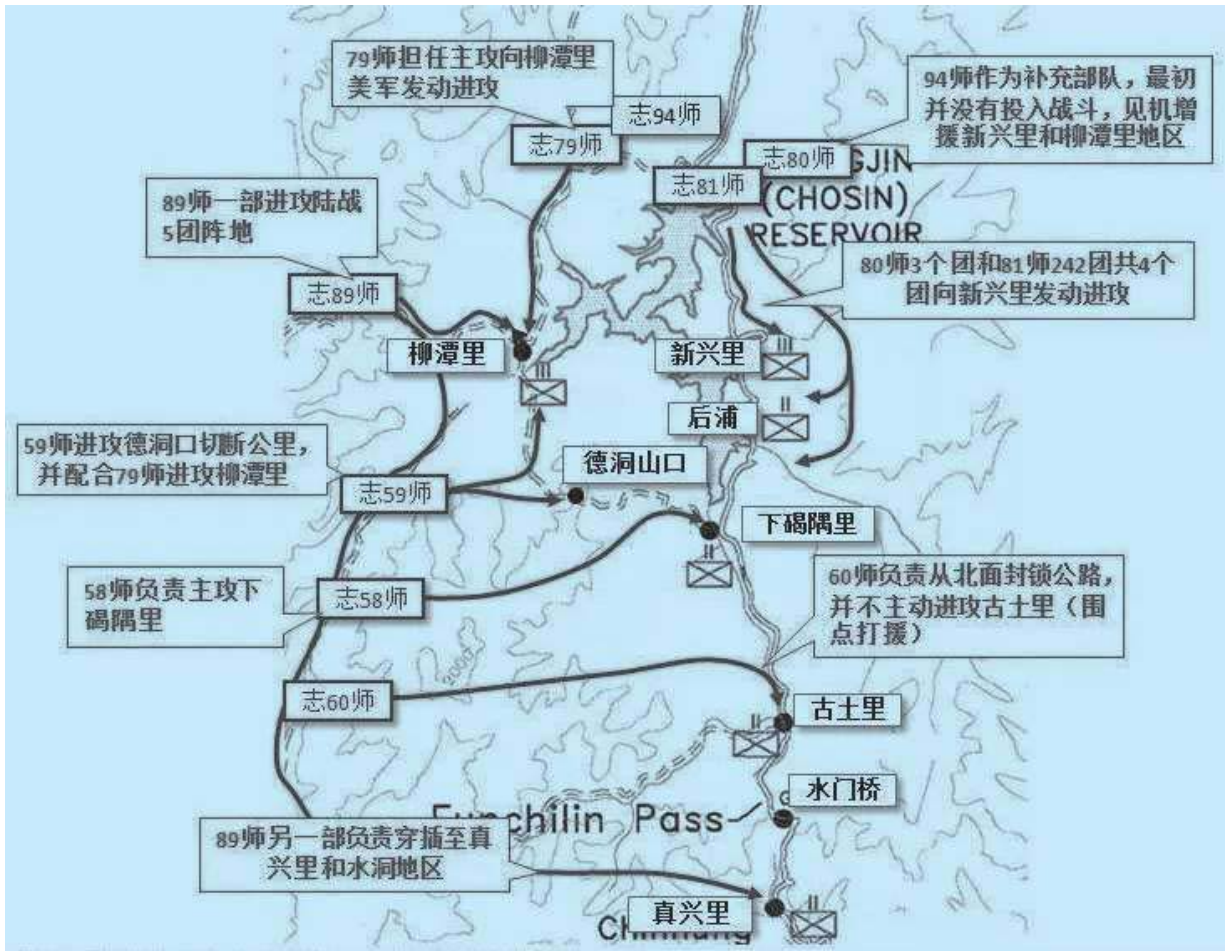 79师担任主攻向柳潭里
美军发动进攻
94师作为补充部队，最初
并没有投入战斗，见机增
援新兴里和柳潭里地区
志94师
志79师
志80师
志81师
GJIN
(CHOSIN)
RESERVOIR
89师一部进攻陆战
5团阵地
80师3个团和81师242团共4个
团向新兴里发动进攻
志89师
柳潭里
新兴里
III
III
后浦
II
59师进攻德洞口切断公里，
并配合79师进攻柳潭里
德洞山口
志59师
下碣隅里
II
58师负责主攻下
碣隅里
志58师
60师负责从北面封锁公路，
并不主动进攻古土里（围
点打援）
2000
志60师
古土里
II
水门桥
G
Funchilin Pass
89师另一部负责穿插至真
兴里和水洞地区
真兴里
II